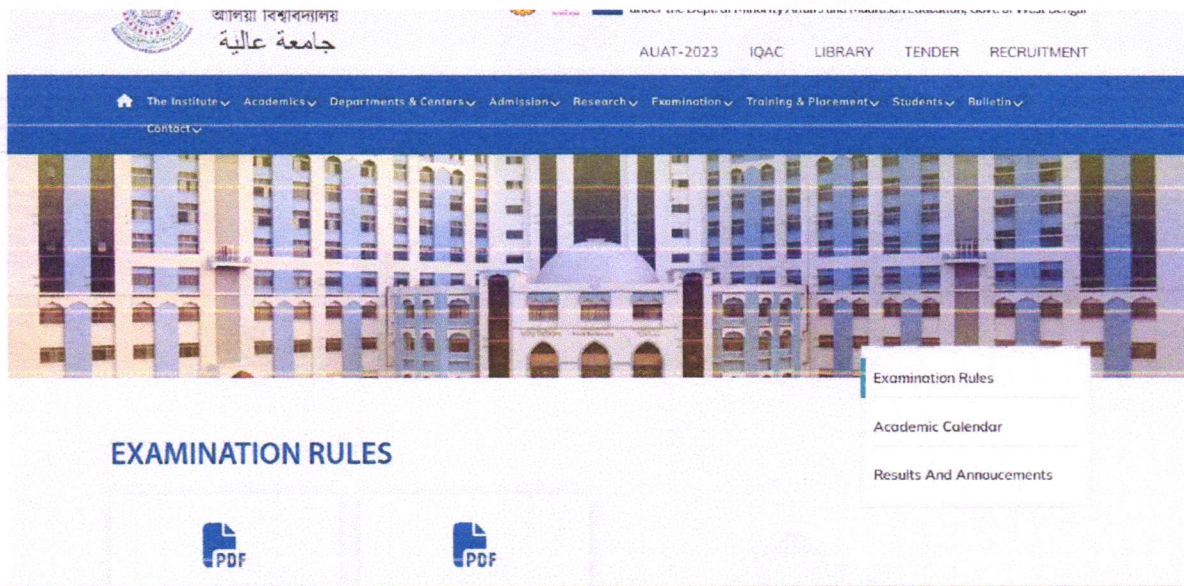 আলিয়া বিশ্ববিদ্যালয়
جامعة عالية
under the Dept. of Minority Affairs and Madrasah Education, Govt. of West Bengal
AUAT-2023 IQAC LIBRARY TENDER RECRUITMENT
The Institute Academics Departments & Centers Admission Research Examination Training & Placement Students Bulletin
Contact
Examination Rules
Academic Calendar
Results And Annoucements
EXAMINATION RULES
PDF PDF